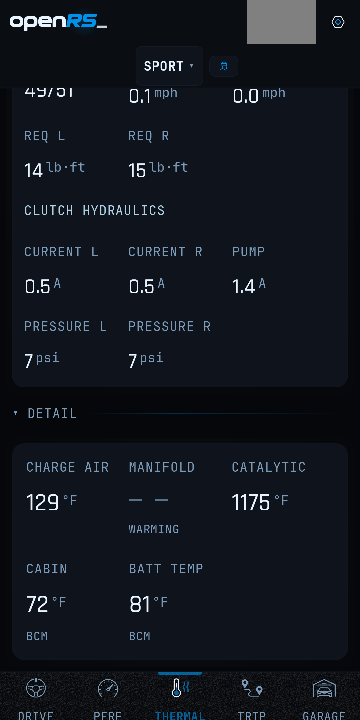 openRS_
SPORT ▾
49/51 0.1 mph 0.0 mph
REQ L REQ R
14 lb·ft 15 lb·ft
CLUTCH HYDRAULICS
CURRENT L CURRENT R PUMP
0.5 A 0.5 A 1.4 A
PRESSURE L PRESSURE R
7 psi 7 psi
▾ DETAIL
CHARGE AIR MANIFOLD CATALYTIC
129 °F — — 1175 °F
WARMING
CABIN BATT TEMP
72 °F 81 °F
BCM BCM
DRIVE PERF THERMAL TRIP GARAGE